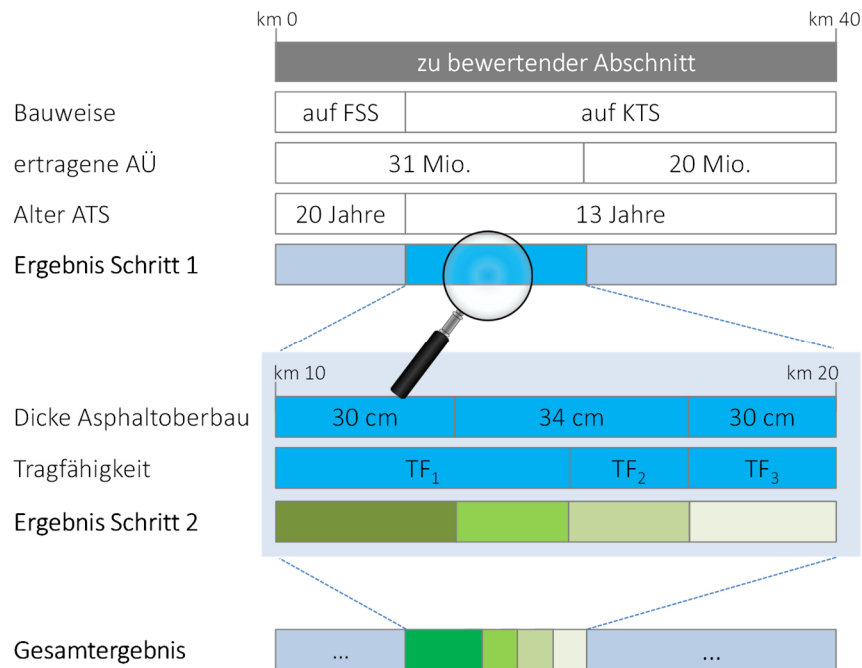 km 0 km 40
zu bewertender Abschnitt
Bauweise auf FSS auf KTS
ertragene AÜ 31 Mio. 20 Mio.
Alter ATS 20 Jahre 13 Jahre
Ergebnis Schritt 1
km 10 km 20
Dicke Asphaltoberbau 30 cm 34 cm 30 cm
Tragfähigkeit TF₁ TF₂ TF₃
Ergebnis Schritt 2
Gesamtergebnis ... ...